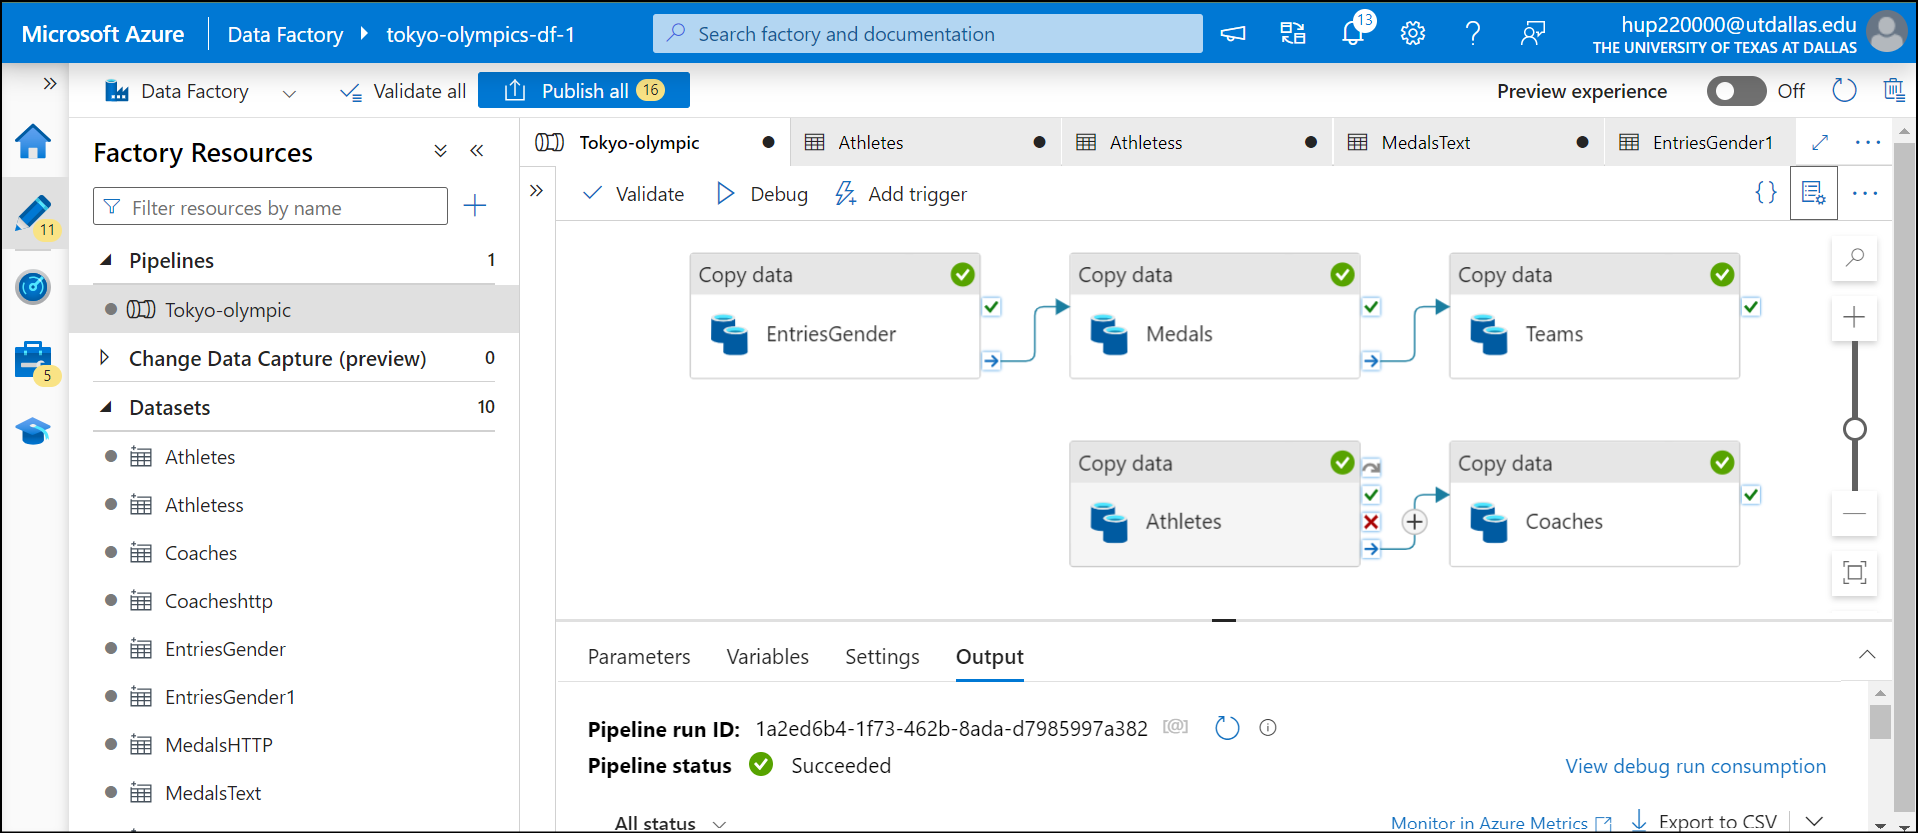 Microsoft Azure
Data Factory
tokyo-olympics-df-1
Search factory and documentation
13
hup220000@utdallas.edu
THE UNIVERSITY OF TEXAS AT DALLAS
Data Factory
Validate all
Publish all 16
Preview experience
Off
Factory Resources
Filter resources by name
11
5
Pipelines 1
Tokyo-olympic
Change Data Capture (preview) 0
Datasets 10
Athletes
Athletess
Coaches
Coacheshttp
EntriesGender
EntriesGender1
MedalsHTTP
MedalsText
Tokyo-olympic
Athletes
Athletess
MedalsText
EntriesGender1
Validate
Debug
Add trigger
{}
Copy data
EntriesGender
Copy data
Medals
Copy data
Teams
Copy data
Athletes
Copy data
Coaches
Parameters
Variables
Settings
Output
Pipeline run ID: 1a2ed6b4-1f73-462b-8ada-d7985997a382 [@]
Pipeline status Succeeded
View debug run consumption
All status
Monitor in Azure Metrics
Export to CSV